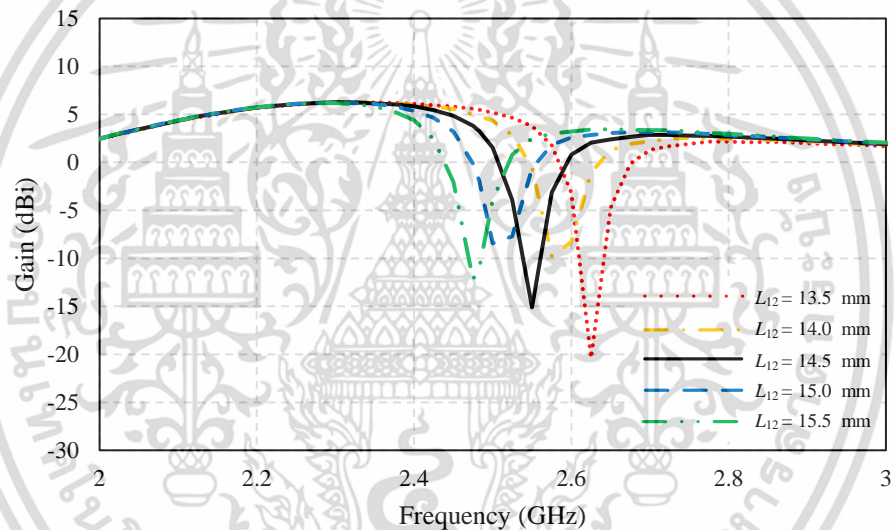 15
10
5
0
-5
-10
-15
-20
-25
-30
Gain (dBi)
L12 = 13.5 mm
L12 = 14.0 mm
L12 = 14.5 mm
L12 = 15.0 mm
L12 = 15.5 mm
2 2.2 2.4 2.6 2.8 3
Frequency (GHz)